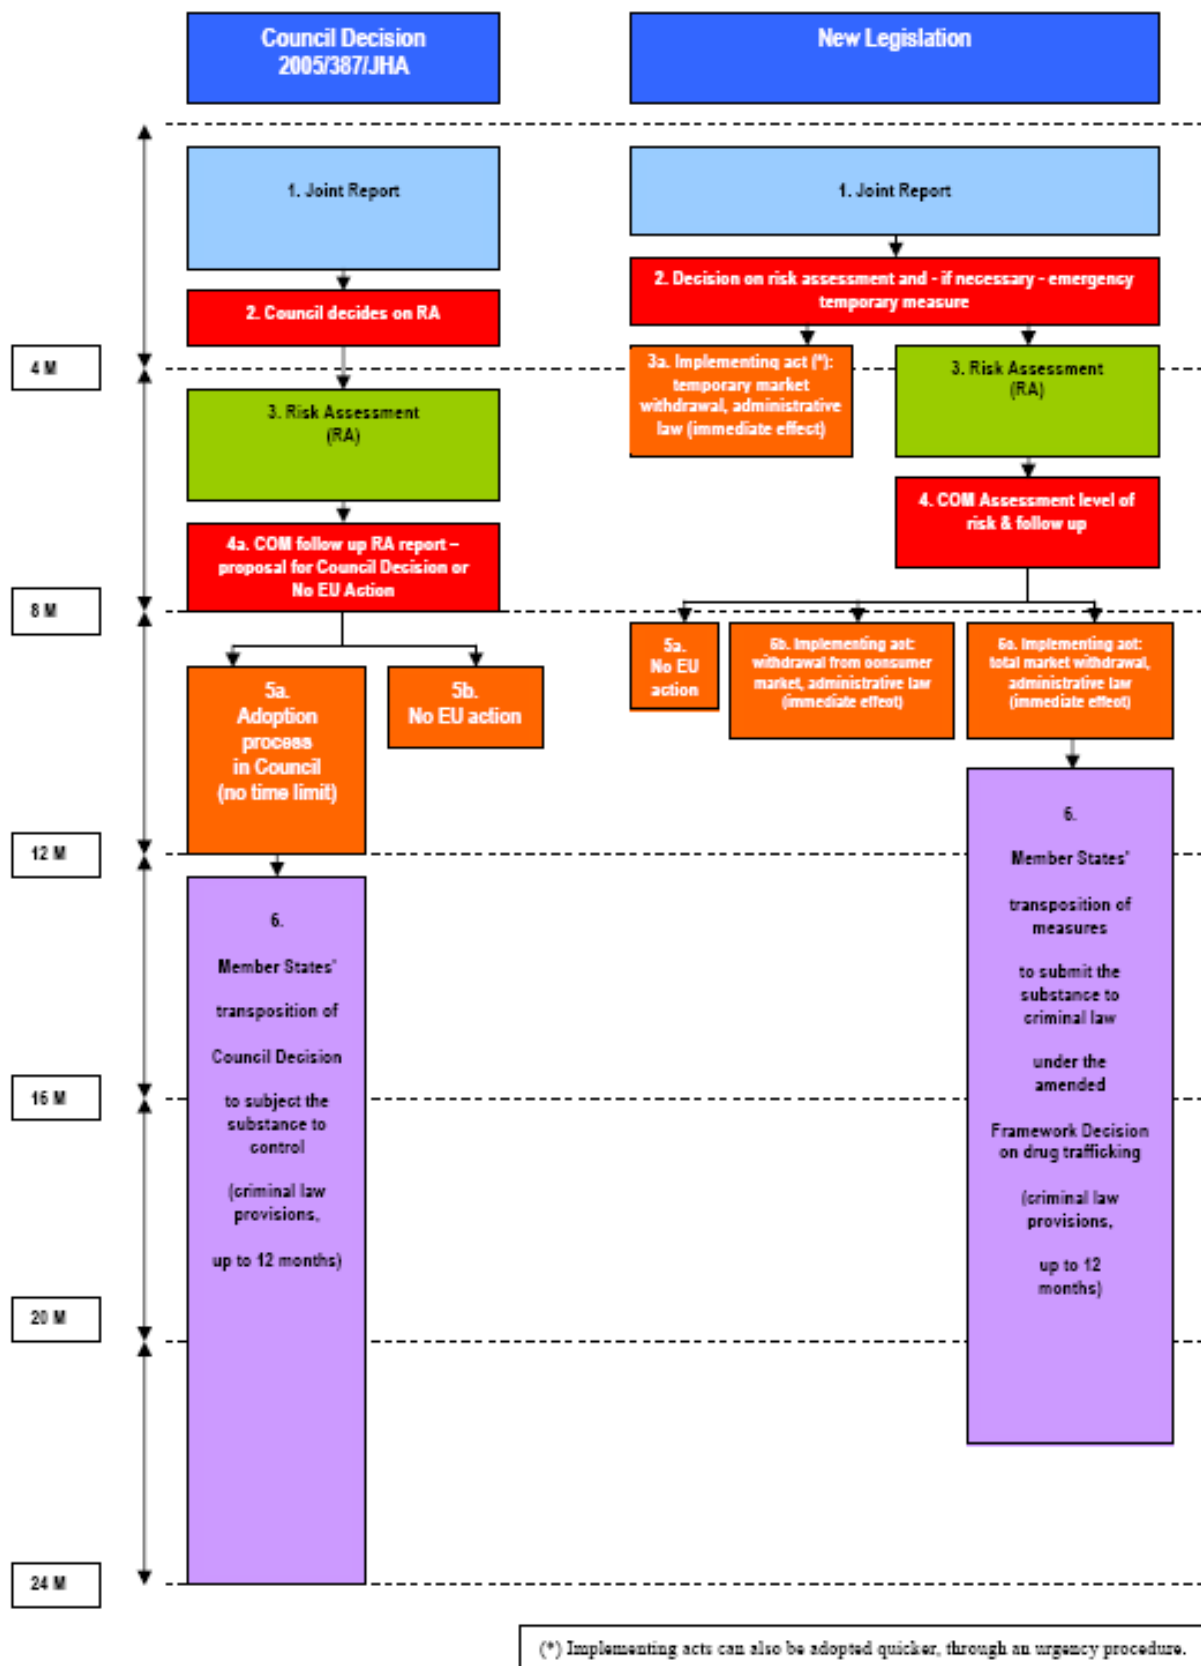 Council Decision
2005/387/JHA
New Legislation
1. Joint Report
2. Council decides on RA
4 M
3. Risk Assessment
(RA)
4a. COM follow up RA report –
proposal for Council Decision or
No EU Action
8 M
5a.
Adoption
process
in Council
(no time limit)
5b.
No EU action
12 M
6.
Member States'
transposition of
Council Decision
to subject the
substance to
control
(criminal law
provisions,
up to 12 months)
16 M
20 M
24 M
1. Joint Report
2. Decision on risk assessment and - if necessary - emergency
temporary measure
3a. Implementing act (*):
temporary market
withdrawal, administrative
law (immediate effect)
3. Risk Assessment
(RA)
4. COM Assessment level of
risk & follow up
5a.
No EU
action
5b. Implementing act:
withdrawal from consumer
market, administrative law
(immediate effect)
5c. Implementing act:
total market withdrawal,
administrative law
(immediate effect)
6.
Member States'
transposition of
measures
to submit the
substance to
criminal law
under the
amended
Framework Decision
on drug trafficking
(criminal law
provisions,
up to 12
months)
(*) Implementing acts can also be adopted quicker, through an urgency procedure.